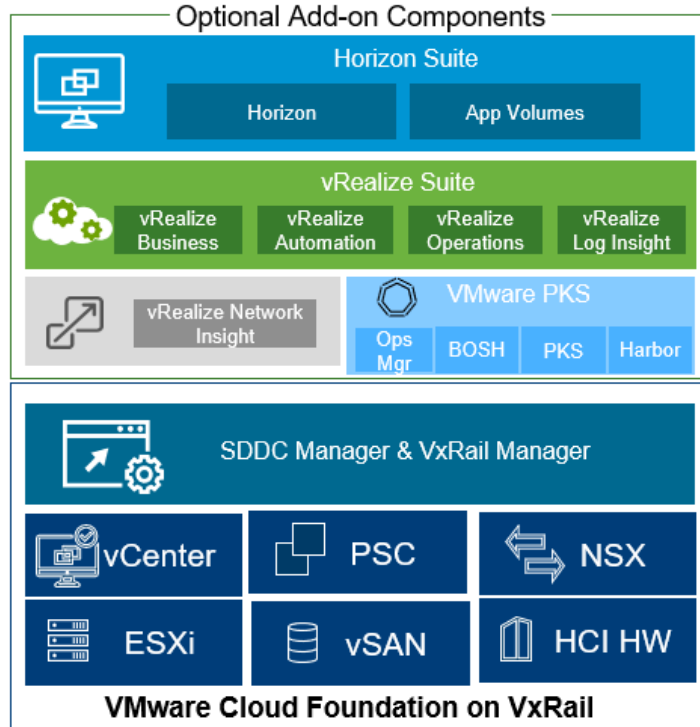 Optional Add-on Components
Horizon Suite
Horizon
App Volumes
vRealize Suite
vRealize
Business
vRealize
Automation
vRealize
Operations
vRealize
Log Insight
vRealize Network
Insight
VMware PKS
Ops
Mgr
BOSH
PKS
Harbor
SDDC Manager & VxRail Manager
vCenter
PSC
NSX
ESXi
vSAN
HCI HW
VMware Cloud Foundation on VxRail